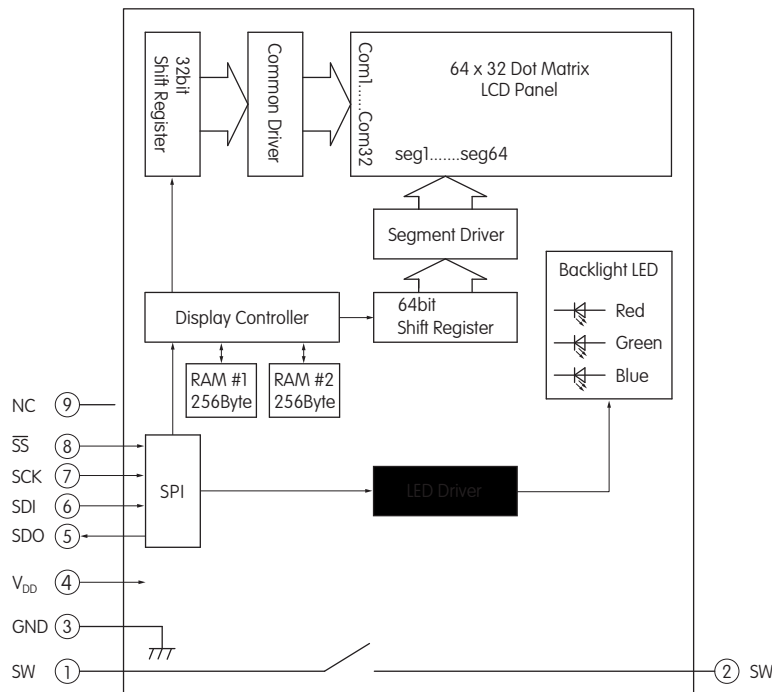 32bit
Shift Register
Common Driver
Com1......Com32
64 x 32 Dot Matrix
LCD Panel
seg1.......seg64
Segment Driver
Backlight LED
Red
Green
Blue
Display Controller
64bit
Shift Register
RAM #1
256Byte
RAM #2
256Byte
NC 9
SS 8
SCK 7
SDI 6
SDO 5
SPI
LED Driver
VDD 4
GND 3
SW 1
2 SW